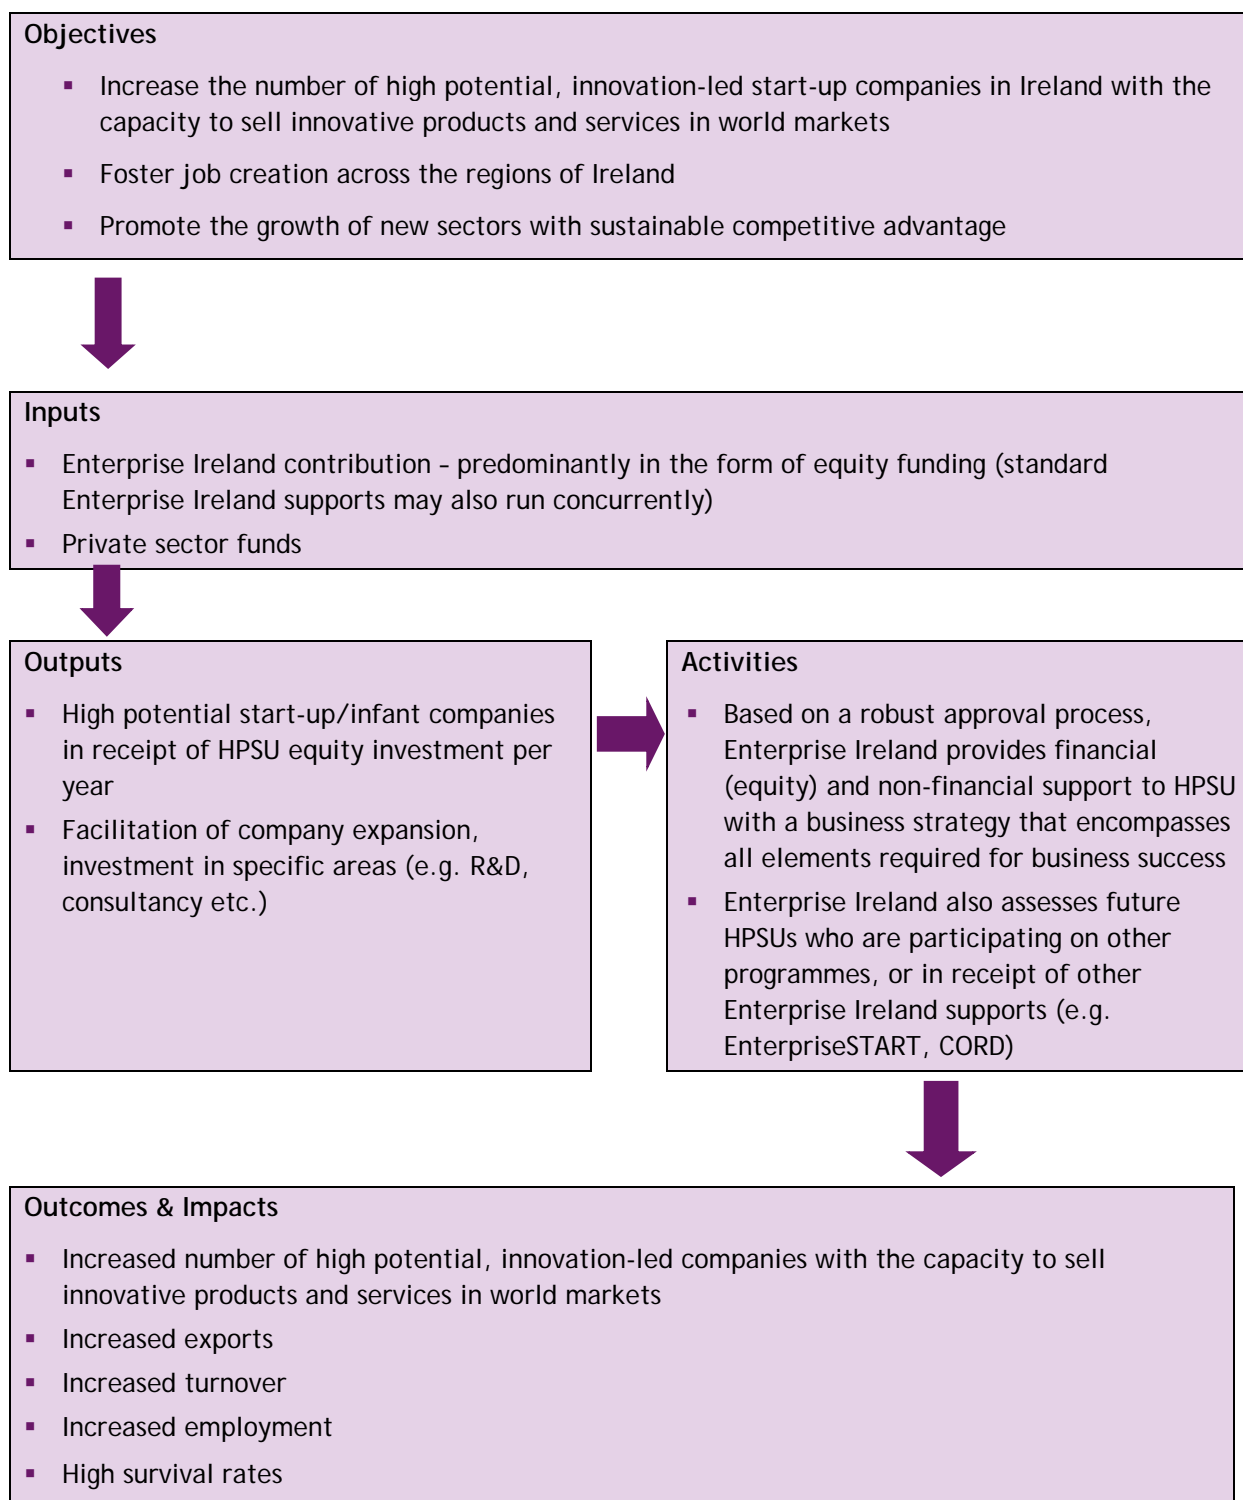 Objectives
▪ Increase the number of high potential, innovation-led start-up companies in Ireland with the
capacity to sell innovative products and services in world markets
▪ Foster job creation across the regions of Ireland
▪ Promote the growth of new sectors with sustainable competitive advantage
Inputs
▪ Enterprise Ireland contribution – predominantly in the form of equity funding (standard
Enterprise Ireland supports may also run concurrently)
▪ Private sector funds
Outputs
▪ High potential start-up/infant companies
in receipt of HPSU equity investment per
year
▪ Facilitation of company expansion,
investment in specific areas (e.g. R&D,
consultancy etc.)
Activities
▪ Based on a robust approval process,
Enterprise Ireland provides financial
(equity) and non-financial support to HPSU
with a business strategy that encompasses
all elements required for business success
▪ Enterprise Ireland also assesses future
HPSUs who are participating on other
programmes, or in receipt of other
Enterprise Ireland supports (e.g.
EnterpriseSTART, CORD)
Outcomes & Impacts
▪ Increased number of high potential, innovation-led companies with the capacity to sell
innovative products and services in world markets
▪ Increased exports
▪ Increased turnover
▪ Increased employment
▪ High survival rates